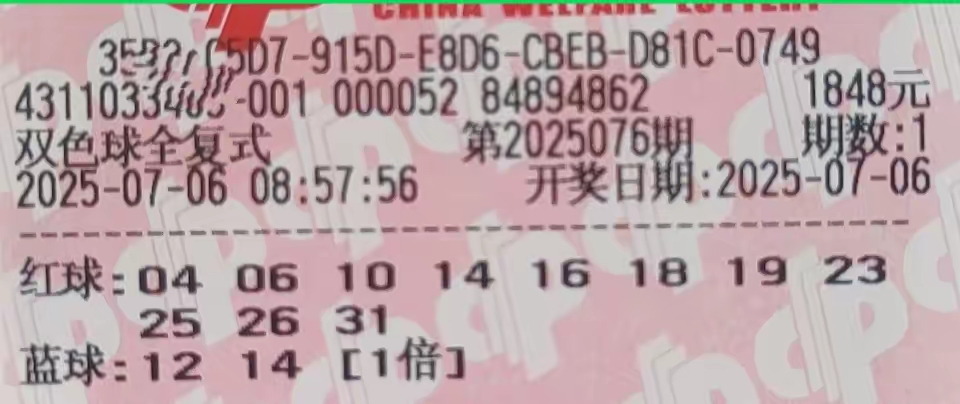 CHINA WELFARE LOTTERY
C5D7-915D-E8D6-CBEB-D81C-0749
-001 000052 84894862 1848元
双色球全复式 第2025076期 期数:1
2025-07-06 08:57:56 开奖日期:2025-07-06
红球:04 06 10 14 16 18 19 23
25 26 31
蓝球:12 14 [1倍]